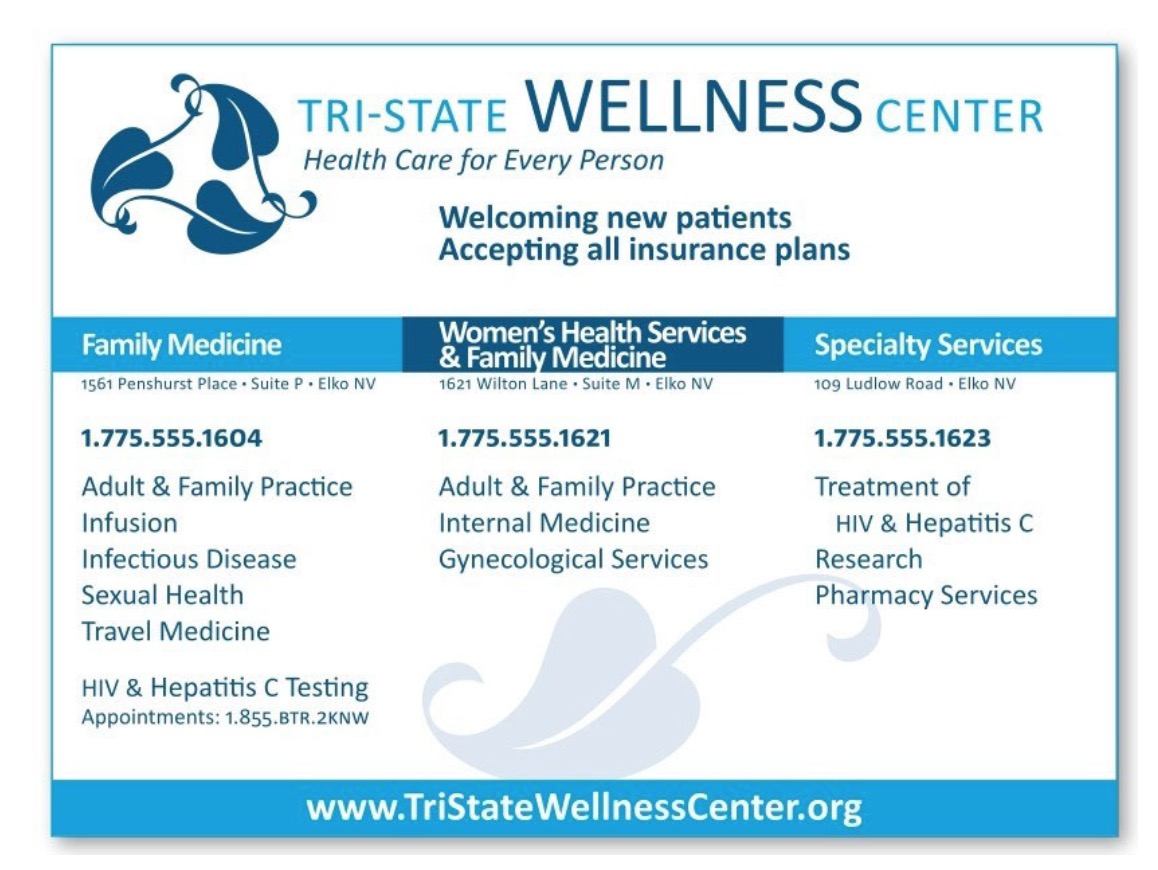 TRI-STATE WELLNESS CENTER
Health Care for Every Person
Welcoming new patients
Accepting all insurance plans
Family Medicine
1561 Penshurst Place • Suite P • Elko NV
1.775.555.1604
Adult & Family Practice
Infusion
Infectious Disease
Sexual Health
Travel Medicine
HIV & Hepatitis C Testing
Appointments: 1.855.BTR.2KNW
Women's Health Services
& Family Medicine
1621 Wilton Lane • Suite M • Elko NV
1.775.555.1621
Adult & Family Practice
Internal Medicine
Gynecological Services
Specialty Services
109 Ludlow Road • Elko NV
1.775.555.1623
Treatment of
HIV & Hepatitis C
Research
Pharmacy Services
www.TriStateWellnessCenter.org